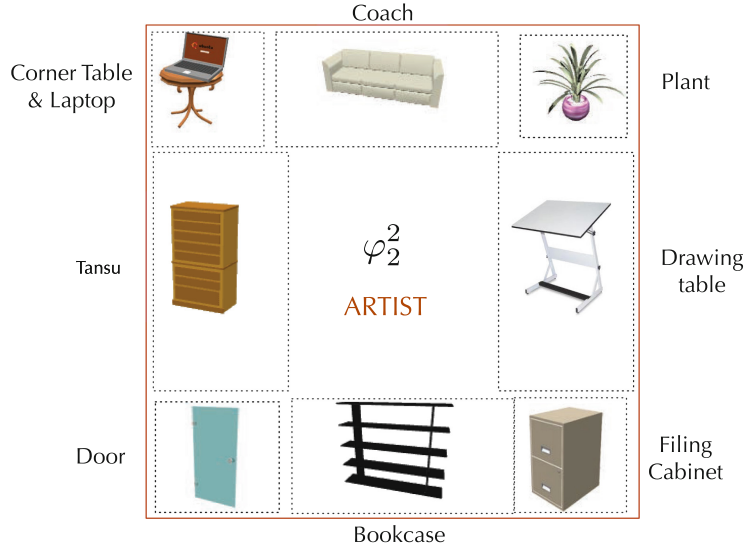 Coach
Corner Table
& Laptop
Plant
Tansu
φ₂²
ARTIST
Drawing
table
Door
Filing
Cabinet
Bookcase